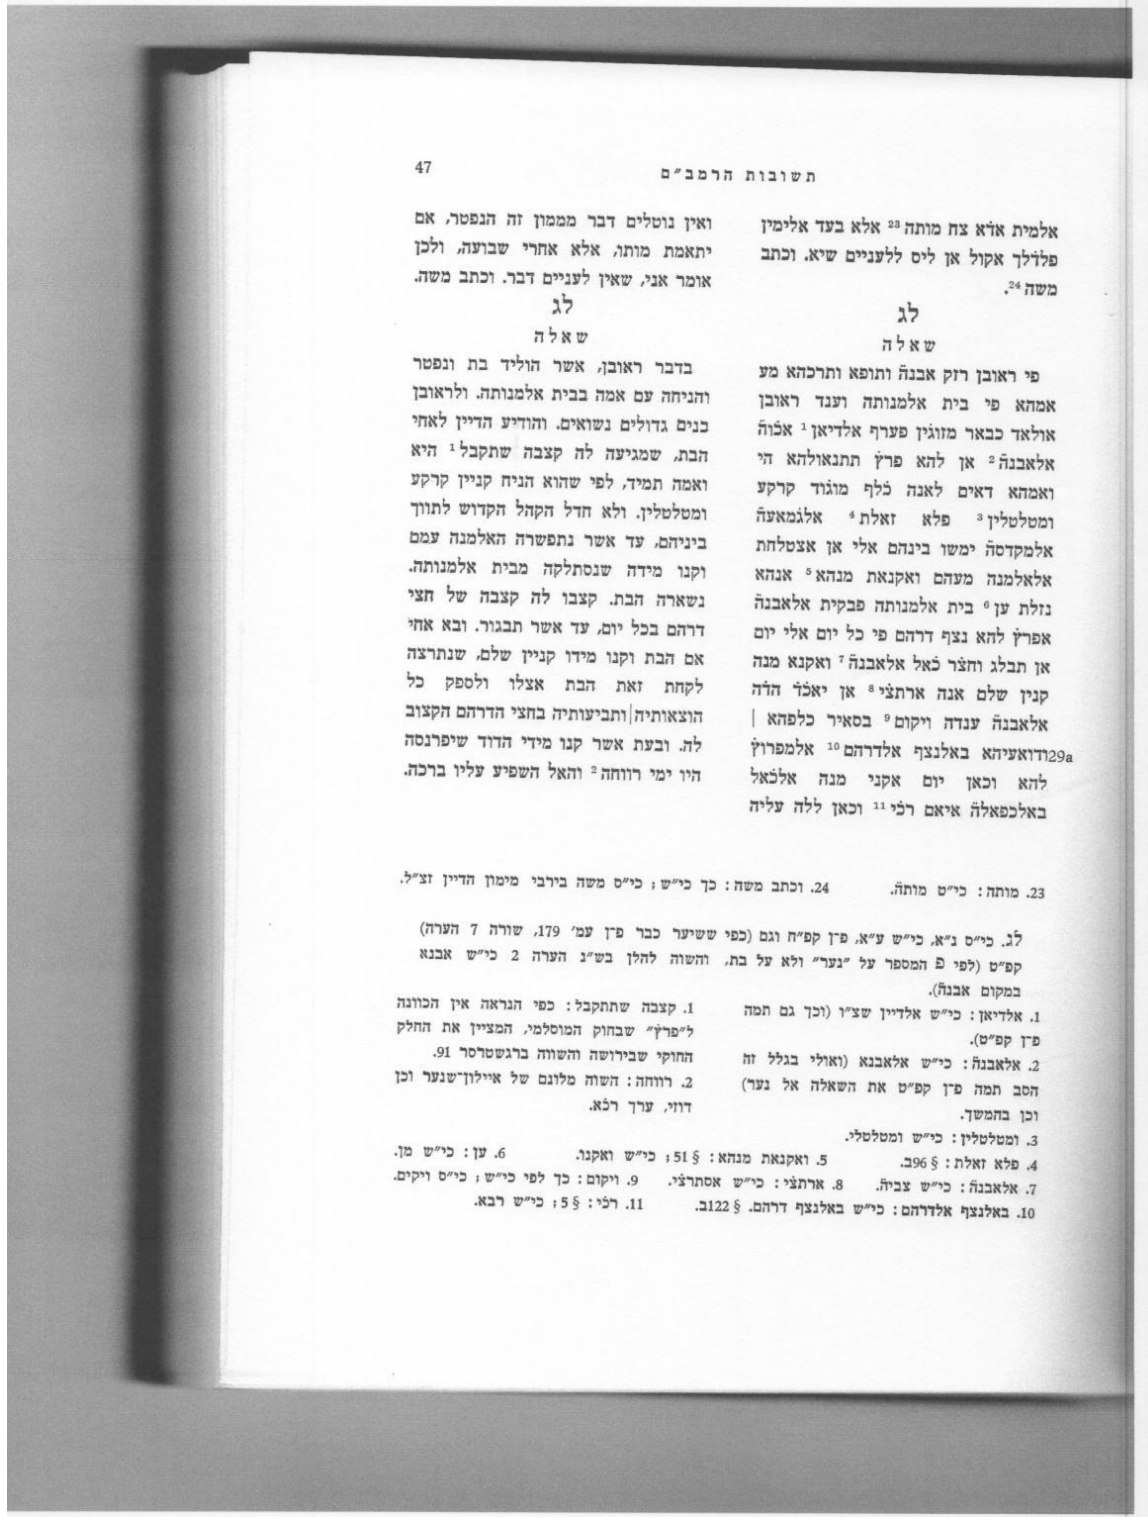 תשובות הרמב״ם 47
אלמית אדׄא צח מותה 23 אלא בעד אלימין
פלדׄלך אקול אן ליס ללעניים שיא. וכתב
משה 24.
לג
שאלה
פי ראובן רזק אבנהׄ ותופא ותרכהא מע
אמהא פי בית אלמנותה וענד ראובן
אולאד כבאר מזוגׄין פערף אלדיאן 1 אכׄוהׄ
אלאבנהׄ 2 אן להא פרץׄ תתנאולהא הי
ואמהא דאים לאנה כׄלף מוגׄוד קרקע
ומטלטלין 3 פלא זאלת 4 אלגׄמאעהׄ
אלמקדסהׄ ימשו בינהם אלי אן אצטלחת
אלאלמנה מעהם ואקנאת מנהא 5 אנהא
נזלת ען 6 בית אלמנותה פבקית אלאבנהׄ
אפרץׄ להא נצף דרהם פי כל יום אלי יום
אן תבלג וחצׄר כׄאל אלאבנהׄ 7 ואקנא מנה
קנין שלם אנה ארתצׄי 8 אן יאכׄדׄ הדׄה
אלאבנהׄ ענדה ויקום 9 בסאיר כלפהא |
29a ודואעיהא באלנצף אלדרהם 10 אלמפרוץׄ
להא וכאן יום אקני מנה אלכׄאל
באלכפאלהׄ איאם רכׄי 11 וכאן ללה עליה
ואין נוטלים דבר מממון זה הנפטר, אם
יתאמת מותו, אלא אחרי שבועה, ולכן
אומר אני, שאין לעניים דבר. וכתב משה.
לג
שאלה
בדבר ראובן, אשר הוליד בת ונפטר
והניחה עם אמה בבית אלמנותה. ולראובן
בנים גדולים נשואים. והודיע הדיין לאחי
הבת, שמגיעה לה קצבה שתקבל 1 היא
ואמה תמיד, לפי שהוא הניח קניין קרקע
ומטלטלין. ולא חדל הקהל הקדוש לתווך
ביניהם, עד אשר נתפשרה האלמנה עמם
וקנו מידה שנסתלקה מבית אלמנותה.
נשארה הבת. קצבו לה קצבה של חצי
דרהם בכל יום, עד אשר תבגור. ובא אחי
אם הבת וקנו מידו קניין שלם, שנתרצה
לקחת זאת הבת אצלו ולספק כל
הוצאותיה|ותביעותיה בחצי הדרהם הקצוב
לה. ובעת אשר קנו מידי הדוד שיפרנסה
היו ימי רווחה 2 והאל השפיע עליו ברכה.
23. מותה: כי״ט מותהׄ. 24. וכתב משה: כך כי״ש; כי״ס משה בירבי מימון הדיין זצ״ל.
לג. כי״ס נ״א, כי״ש ע״א, פ־ן קפ״ח וגם (כפי ששיער כבר פ־ן עמ׳ 179, שורה 7 הערה)
קפ״ט (לפי פ המספר על ״נער״ ולא על בת, והשוה להלן בש״נ הערה 2 כי״ש אבנא
במקום אבנהׄ).
1. אלדיאן: כי״ש אלדיין שצ״ו (וכך גם תמה
פ־ן קפ״ט).
2. אלאבנהׄ: כי״ש אלאבנא (ואולי בגלל זה
הסב תמה פ־ן קפ״ט את השאלה אל נער)
וכן בהמשך.
1. קצבה שתתקבל: כפי הנראה אין הכוונה
ל״פרץׄ״ שבחוק המוסלמי, המציין את החלק
החוקי שבירושה והשווה ברגשטרסר 91.
2. רווחה: השוה מלונם של איילון־שנער וכן
דוזי, ערך רכׄא.
3. ומטלטלין: כי״ש ומטלטלי.
4. פלא זאלת: § 96ב. 5. ואקנאת מנהא: § 51; כי״ש ואקנו. 6. ען: כי״ש מן.
7. אלאבנהׄ: כי״ש צביהׄ. 8. ארתצׄי: כי״ש אסתרצׄי. 9. ויקום: כך לפי כי״ש; כי״ס ויקים.
10. באלנצף אלדרהם: כי״ש באלנצף דרהם. § 122ב. 11. רכׄי: § 5; כי״ש רבא.